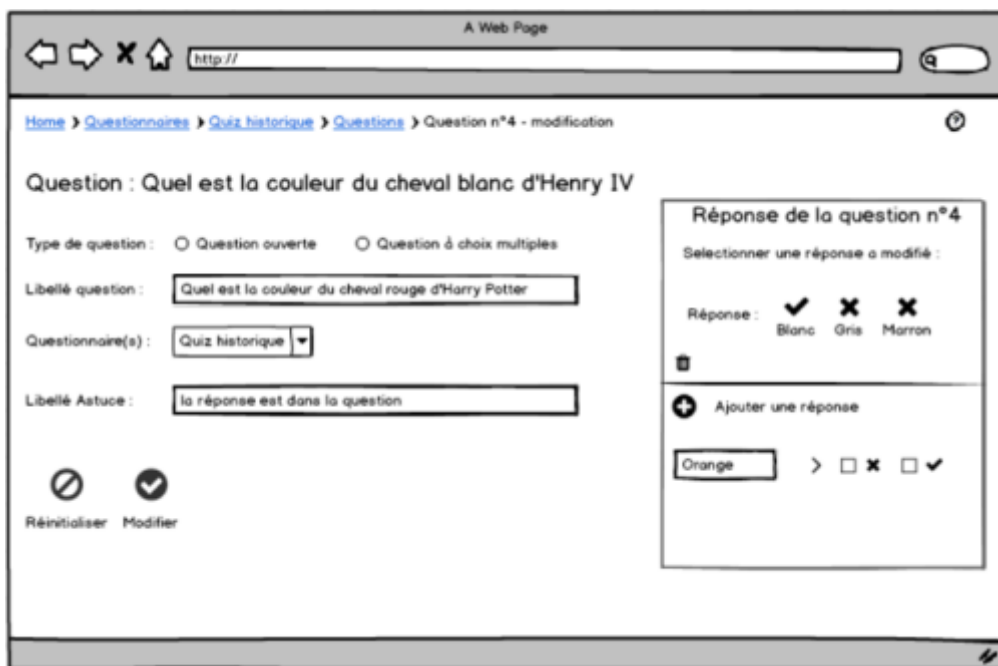 A Web Page
http://
Home > Questionnaires > Quiz historique > Questions > Question n°4 - modification
Question : Quel est la couleur du cheval blanc d'Henry IV
Type de question : Question ouverte Question à choix multiples
Libellé question : Quel est la couleur du cheval rouge d'Harry Potter
Questionnaire(s) : Quiz historique
Libellé Astuce : la réponse est dans la question
Réinitialiser Modifier
Réponse de la question n°4
Selectionner une réponse a modifié :
Réponse :
Blanc Gris Marron
Ajouter une réponse
Orange >